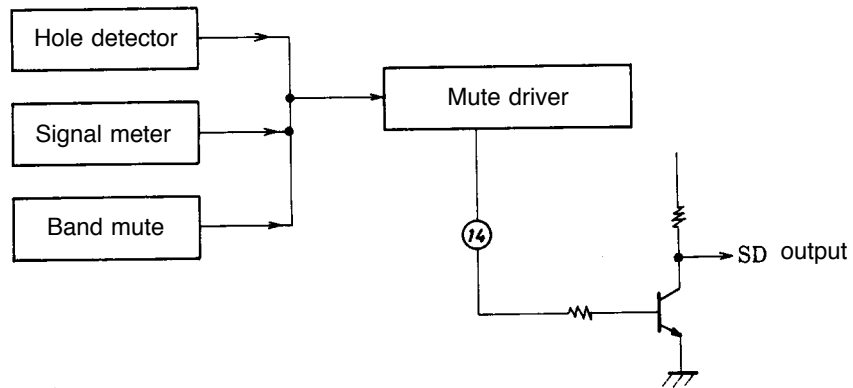 Hole detector
Mute driver
Signal meter
Band mute
14
SD output